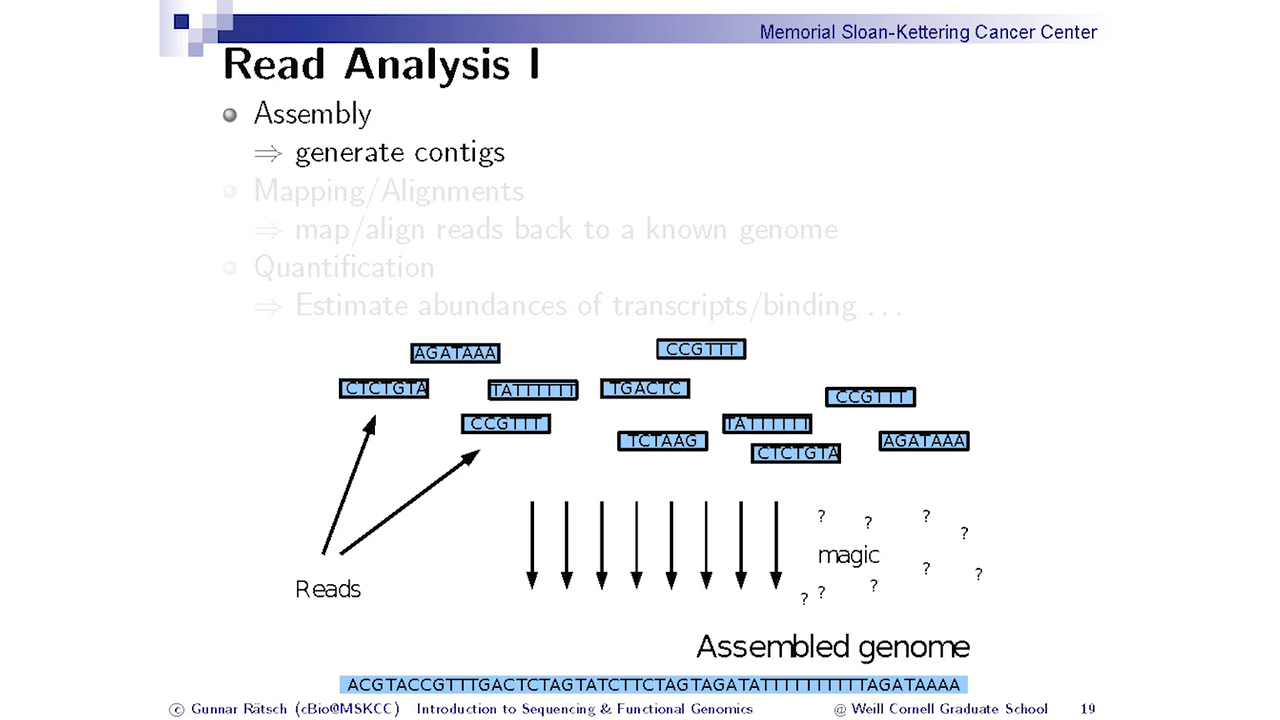 Memorial Sloan-Kettering Cancer Center
Read Analysis I
Assembly
⇒ generate contigs
Mapping/Alignments
⇒ map/align reads back to a known genome
Quantification
⇒ Estimate abundances of transcripts/binding ...
AGATAAA
CCGTTT
CTCTGTA
TATTTTTT
TGACTC
CCGTTT
CCGTTT
TATTTTTT
TCTAAG
AGATAAA
CTCTGTA
? ? ? ?
magic
? ? ? ? ?
Reads
Assembled genome
ACGTACCGTTTGACTCTAGTATCTTCTAGTAGATATTTTTTTTTTTAGATAAAA
© Gunnar Rätsch (cBio@MSKCC) Introduction to Sequencing & Functional Genomics @ Weill Cornell Graduate School 19